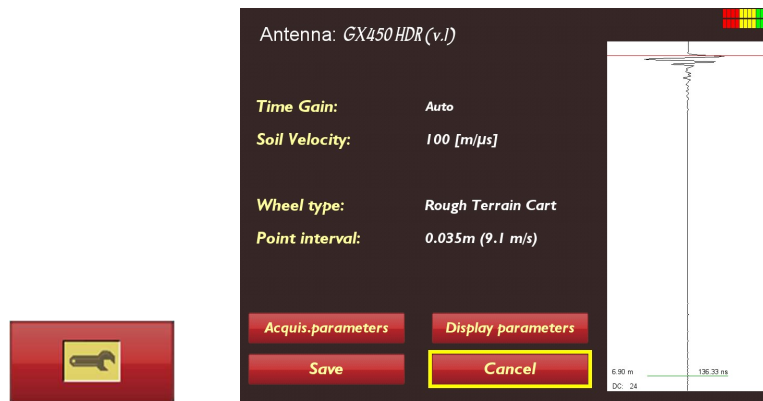 Antenna: GX450 HDR (v.1)
Time Gain: Auto
Soil Velocity: 100 [m/µs]
Wheel type: Rough Terrain Cart
Point interval: 0.035m (9.1 m/s)
Acquis.parameters Display parameters
Save Cancel
6.90 m 136.33 ns
DC: 24